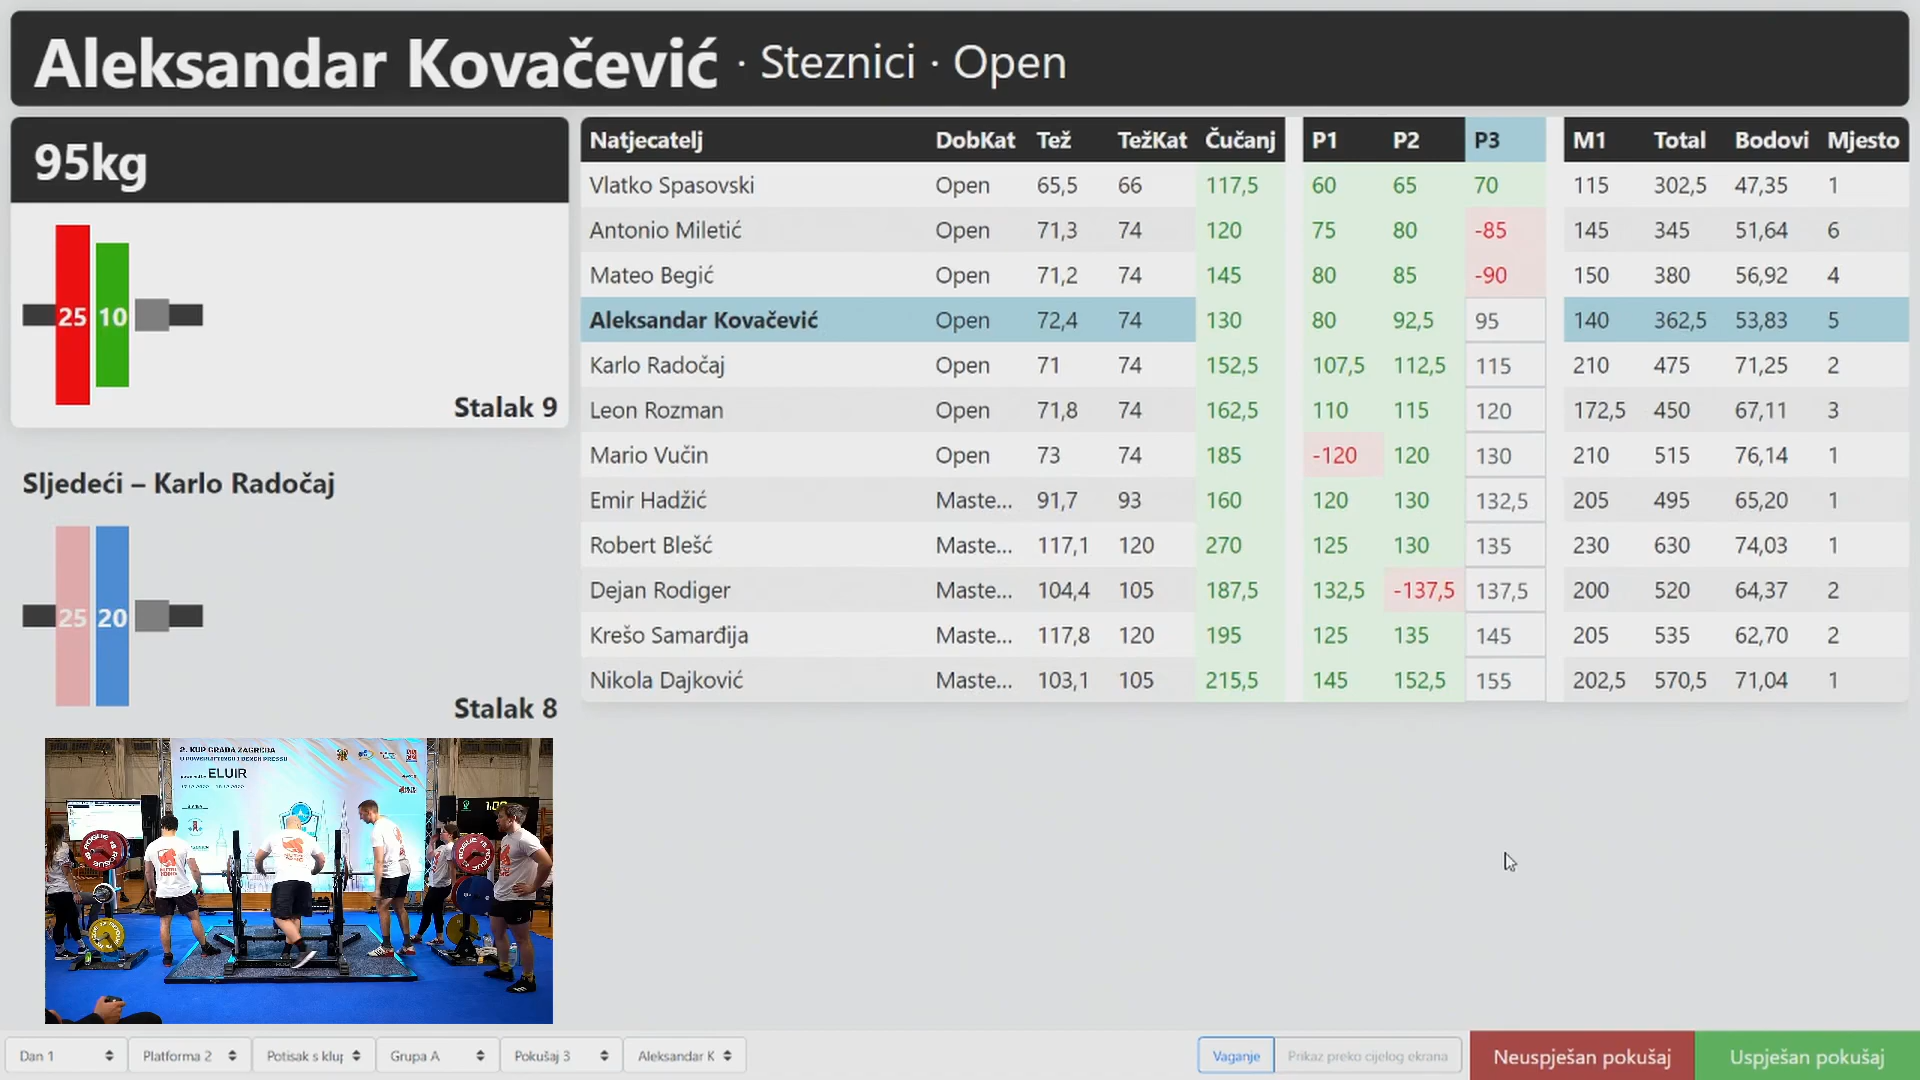 Aleksandar Kovačević · Steznici · Open
95kg
25 10
Stalak 9
Sljedeći – Karlo Radočaj
25 20
Stalak 8
Natjecatelj DobKat Tež TežKat Čučanj P1 P2 P3 M1 Total Bodovi Mjesto
Vlatko Spasovski Open 65,5 66 117,5 60 65 70 115 302,5 47,35 1
Antonio Miletić Open 71,3 74 120 75 80 -85 145 345 51,64 6
Mateo Begić Open 71,2 74 145 80 85 -90 150 380 56,92 4
Aleksandar Kovačević Open 72,4 74 130 80 92,5 95 140 362,5 53,83 5
Karlo Radočaj Open 71 74 152,5 107,5 112,5 115 210 475 71,25 2
Leon Rozman Open 71,8 74 162,5 110 115 120 172,5 450 67,11 3
Mario Vučin Open 73 74 185 -120 120 130 210 515 76,14 1
Emir Hadžić Maste... 91,7 93 160 120 130 132,5 205 495 65,20 1
Robert Blešć Maste... 117,1 120 270 125 130 135 230 630 74,03 1
Dejan Rodiger Maste... 104,4 105 187,5 132,5 -137,5 137,5 200 520 64,37 2
Krešo Samarđija Maste... 117,8 120 195 125 135 145 205 535 62,70 2
Nikola Dajković Maste... 103,1 105 215,5 145 152,5 155 202,5 570,5 71,04 1
2. KUP GRADA ZAGREBA
U POWERLIFTINGU I BENCH PRESSU
ELUIR
Dan 1 Platforma 2 Potisak s klup Grupa A Pokušaj 3 Aleksandar K Vaganje Prikaz preko cijelog ekrana Neuspješan pokušaj Uspješan pokušaj